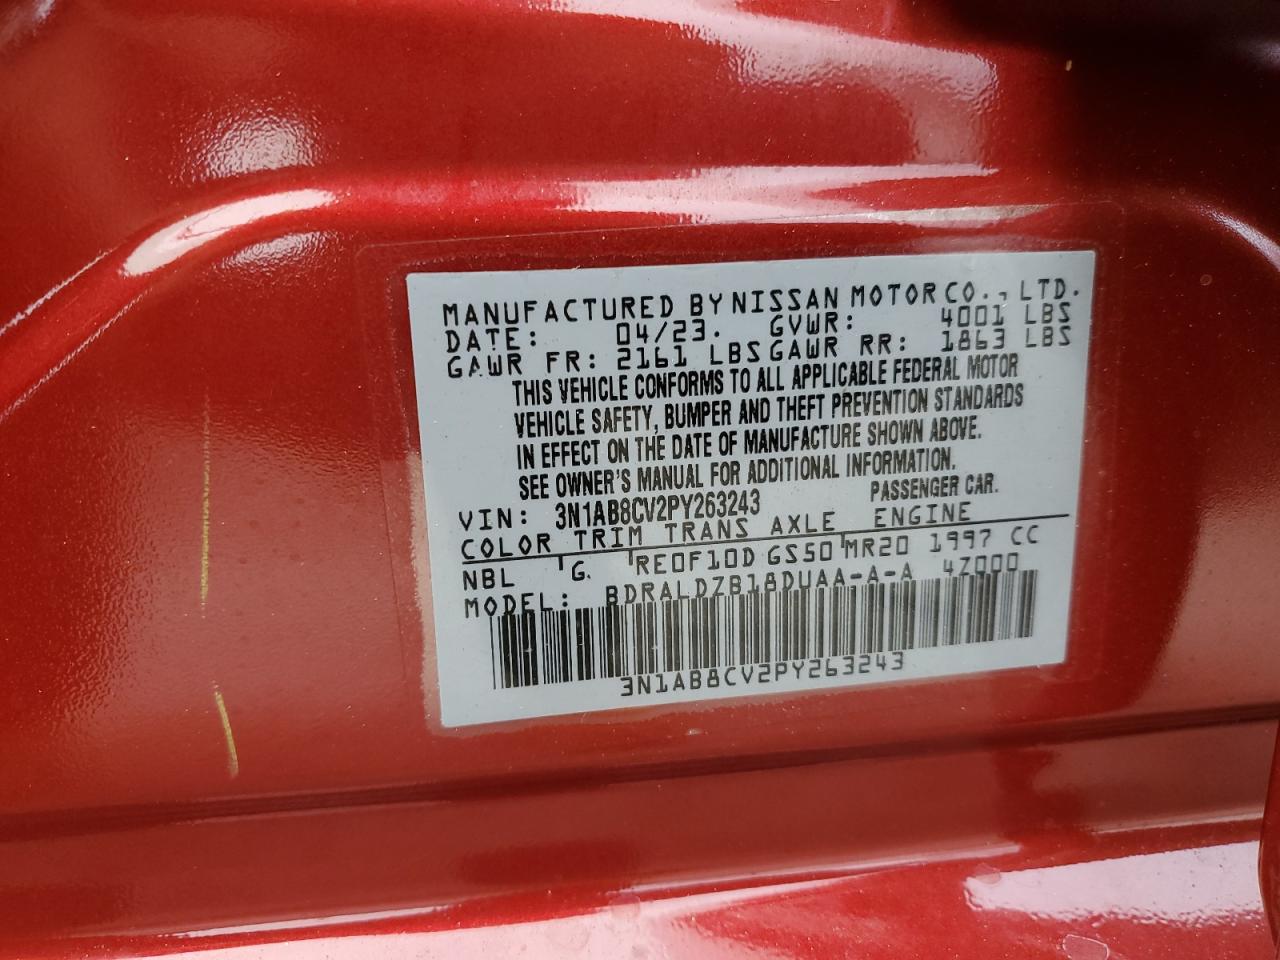 MANUFACTURED BY NISSAN MOTOR CO., LTD.
DATE: 04/23. GVWR: 4001 LBS
GAWR FR: 2161 LBS GAWR RR: 1863 LBS
THIS VEHICLE CONFORMS TO ALL APPLICABLE FEDERAL MOTOR
VEHICLE SAFETY, BUMPER AND THEFT PREVENTION STANDARDS
IN EFFECT ON THE DATE OF MANUFACTURE SHOWN ABOVE.
SEE OWNER'S MANUAL FOR ADDITIONAL INFORMATION.
VIN: 3N1AB8CV2PY263243 PASSENGER CAR.
COLOR TRIM TRANS AXLE ENGINE
NBL G. RE0F10D GS50 MR20 1997 CC
MODEL: BDRALDZB18DUAA-A-A 4Z000
3N1AB8CV2PY263243